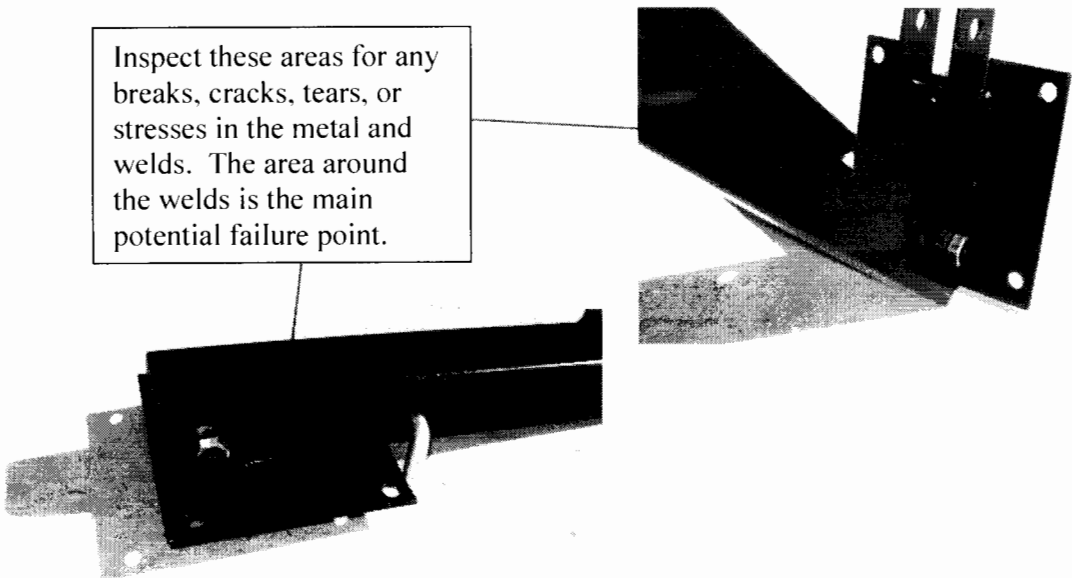 Inspect these areas for any
breaks, cracks, tears, or
stresses in the metal and
welds.  The area around
the welds is the main
potential failure point.